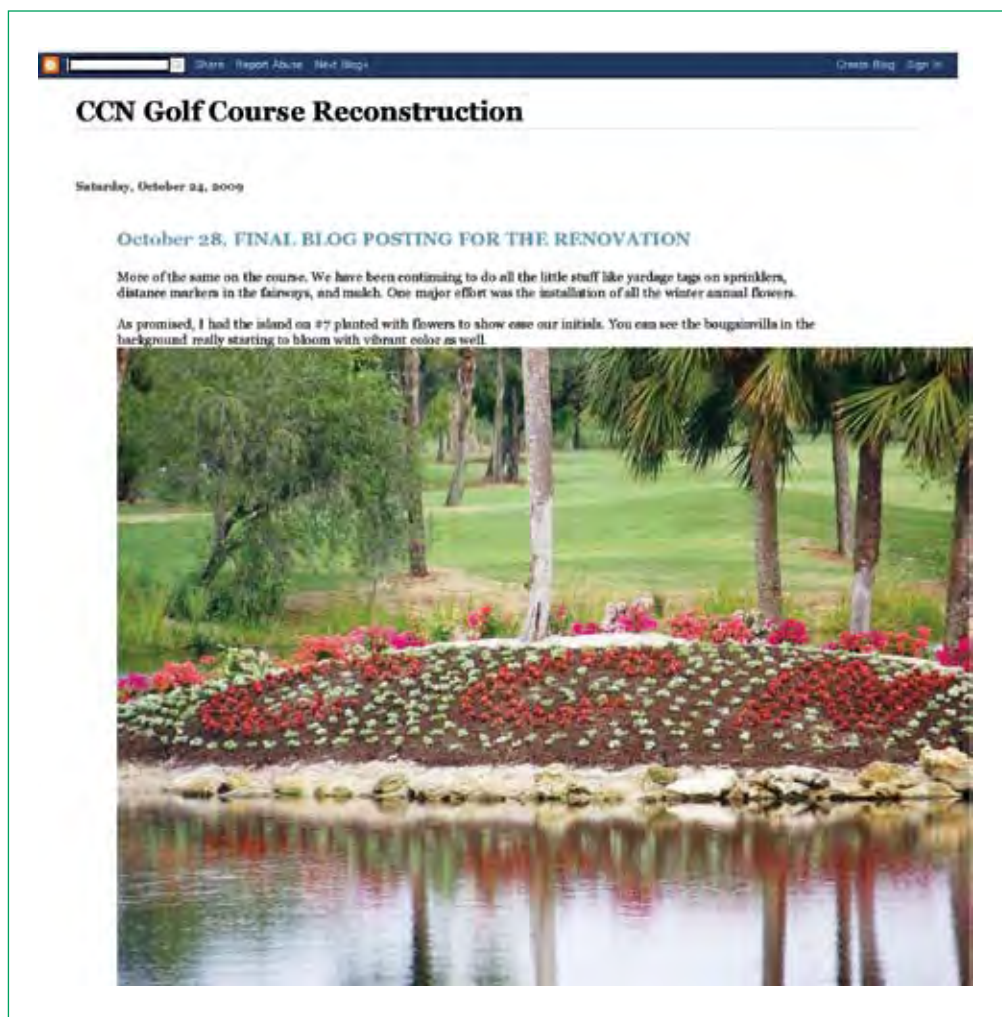 Share Report Abuse Next Blog» Create Blog Sign In
CCN Golf Course Reconstruction
Saturday, October 24, 2009
October 28, FINAL BLOG POSTING FOR THE RENOVATION
More of the same on the course. We have been continuing to do all the little stuff like yardage tags on sprinklers,
distance markers in the fairways, and mulch. One major effort was the installation of all the winter annual flowers.
As promised, I had the island on #7 planted with flowers to show case our initials. You can see the bougainvilla in the
background really starting to bloom with vibrant color as well.
CCN